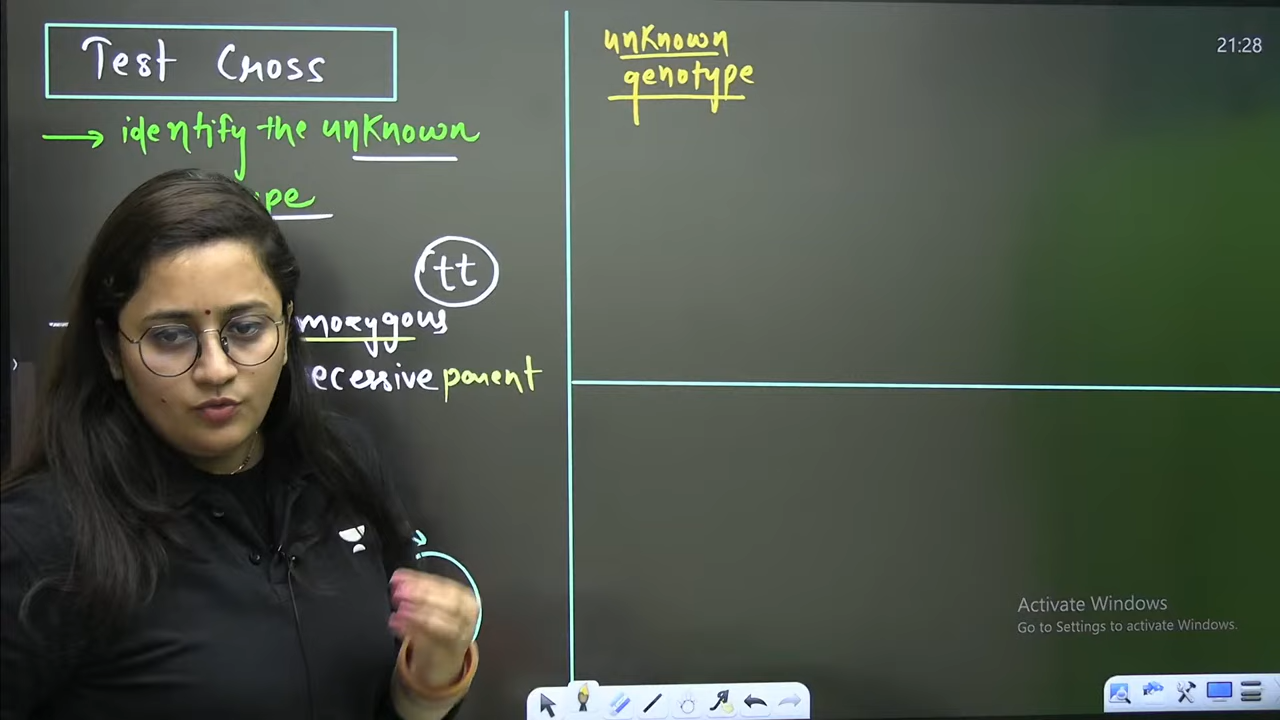 Test Cross
→ identify the unknown
ype
tt
mozygous
ecessive parent
unknown
genotype
21:28
Activate Windows
Go to Settings to activate Windows.